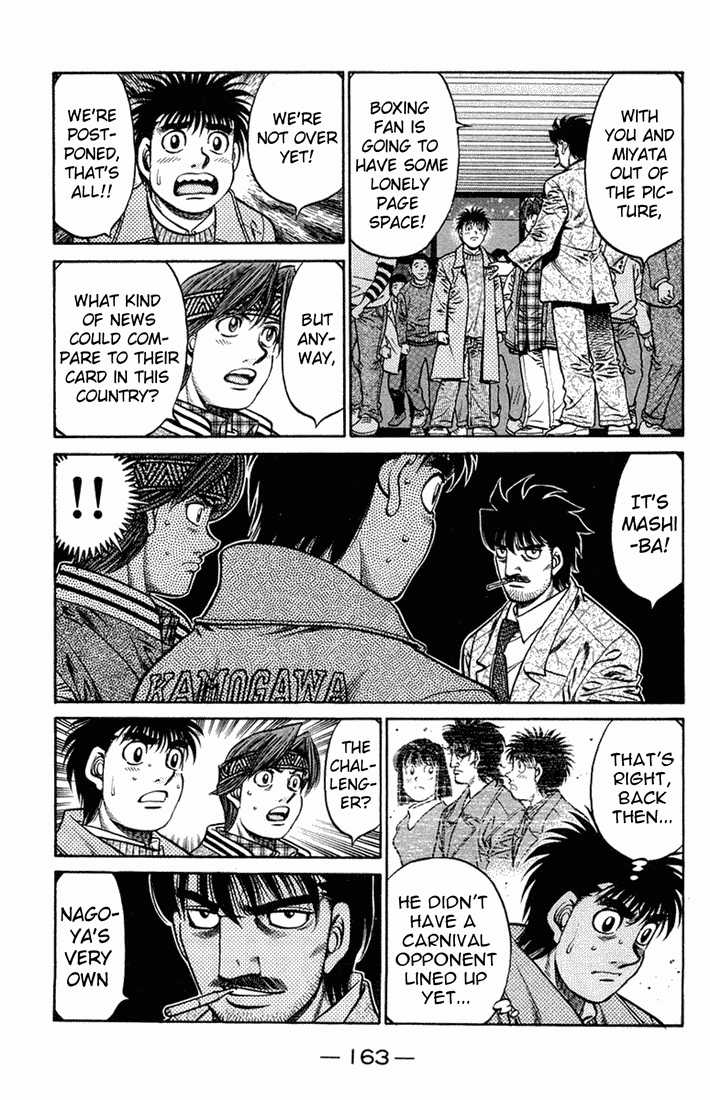 WITH
YOU AND
MIYATA
OUT OF
THE PIC-
TURE,
BOXING
FAN IS
GOING
TO
HAVE
SOME
LONELY
PAGE
SPACE!
WE'RE
NOT OVER
YET!
WE'RE
POST-
PONED,
THAT'S
ALL!!
BUT
ANY-
WAY,
WHAT KIND
OF NEWS
COULD COM-
PARE TO THEIR
CARD IN THIS
COUNTRY?
IT'S
MASHI
-BA!
!!
KAMOGAWA
THAT'S
RIGHT,
BACK
THEN...
HE DIDN'T
HAVE A
CARNIVAL
OPPONENT
LINED UP
YET...
THE
CHAL-
LENG-
ER?
NAGO-
YA'S
VERY
OWN
— 163 —